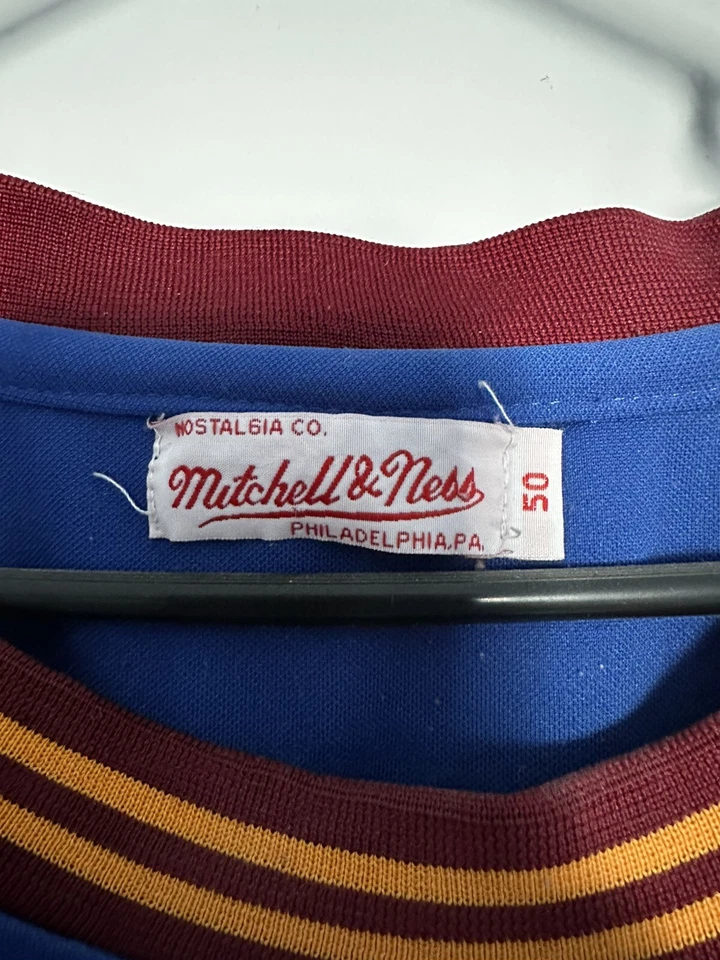 NOSTALGIA CO.
Mitchell & Ness
PHILADELPHIA, PA.
50